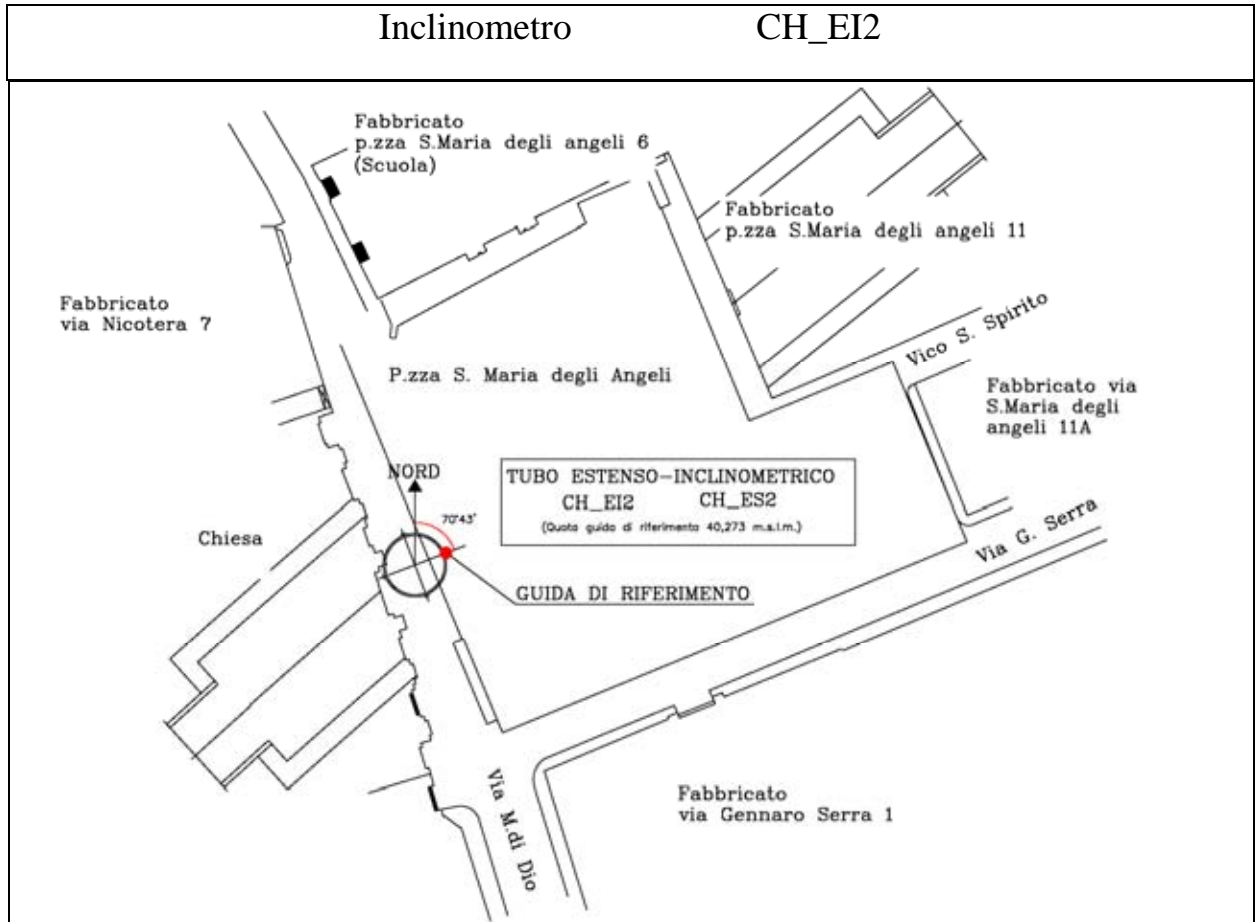 Inclinometro CH_EI2
Fabbricato
p.zza S.Maria degli angeli 6
(Scuola)
Fabbricato
p.zza S.Maria degli angeli 11
Fabbricato
via Nicotera 7
Vico S. Spirito
P.zza S. Maria degli Angeli
Fabbricato via
S.Maria degli
angeli 11A
NORD
70°43'
TUBO ESTENSO-INCLINOMETRICO
CH_EI2 CH_ES2
(Quota guida di riferimento 40,273 m.s.l.m.)
Via G. Serra
Chiesa
GUIDA DI RIFERIMENTO
Via M.di Dio
Fabbricato
via Gennaro Serra 1